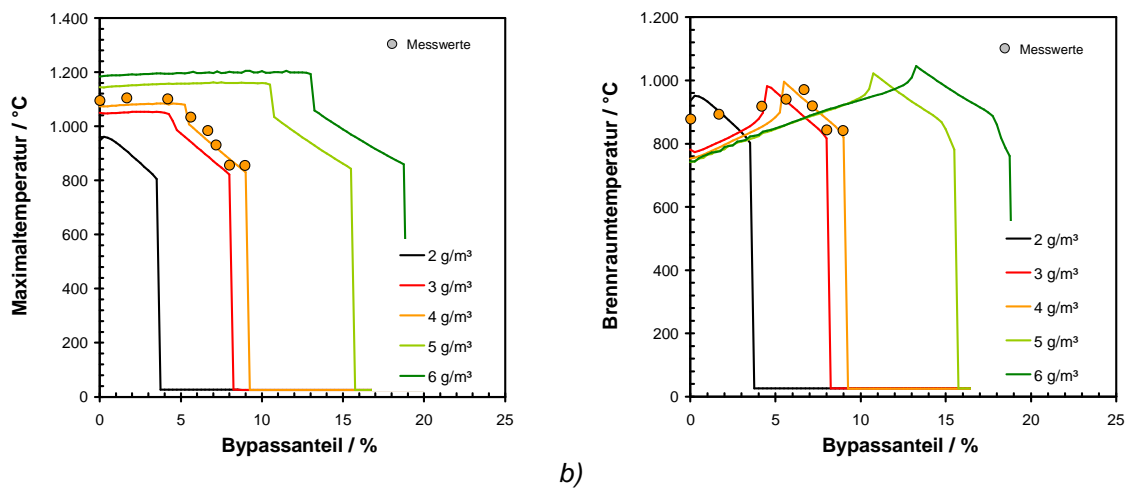 1.400
1.200
1.000
800
600
400
200
0
Maximaltemperatur / °C
Messwerte
2 g/m³
3 g/m³
4 g/m³
5 g/m³
6 g/m³
0 5 10 15 20 25
Bypassanteil / %
1.200
1.000
800
600
400
200
0
Brennraumtemperatur / °C
Messwerte
2 g/m³
3 g/m³
4 g/m³
5 g/m³
6 g/m³
0 5 10 15 20 25
Bypassanteil / %
b)